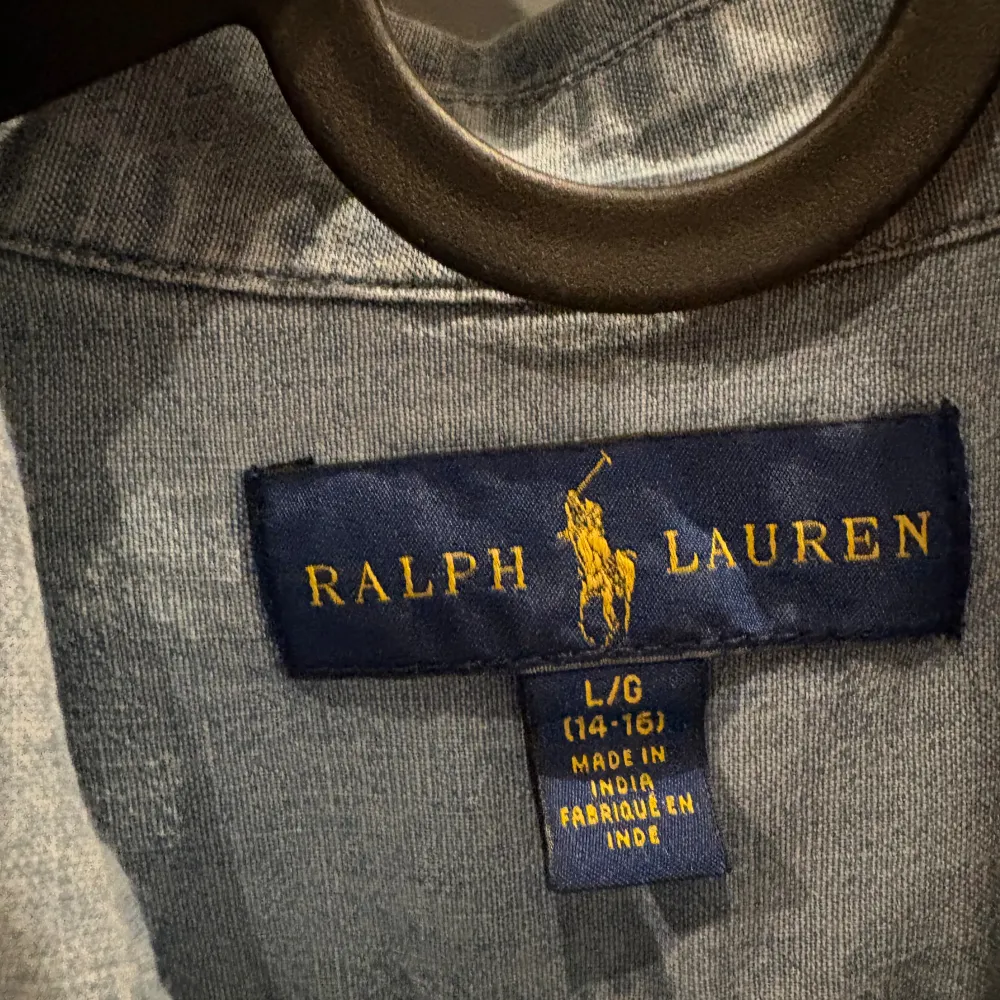 RALPH LAUREN
L/G
(14-16)
MADE IN
INDIA
FABRIQUÉ EN
INDE